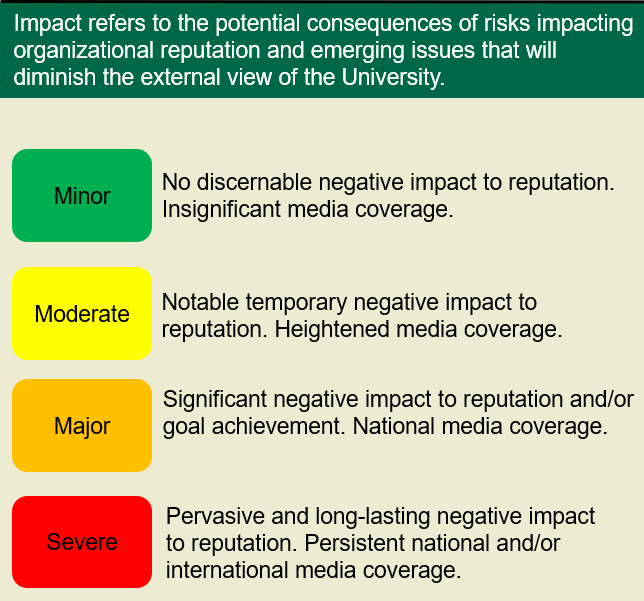 Impact refers to the potential consequences of risks impacting
organizational reputation and emerging issues that will
diminish the external view of the University.
Minor
No discernable negative impact to reputation.
Insignificant media coverage.
Moderate
Notable temporary negative impact to
reputation. Heightened media coverage.
Major
Significant negative impact to reputation and/or
goal achievement. National media coverage.
Severe
Pervasive and long-lasting negative impact
to reputation. Persistent national and/or
international media coverage.